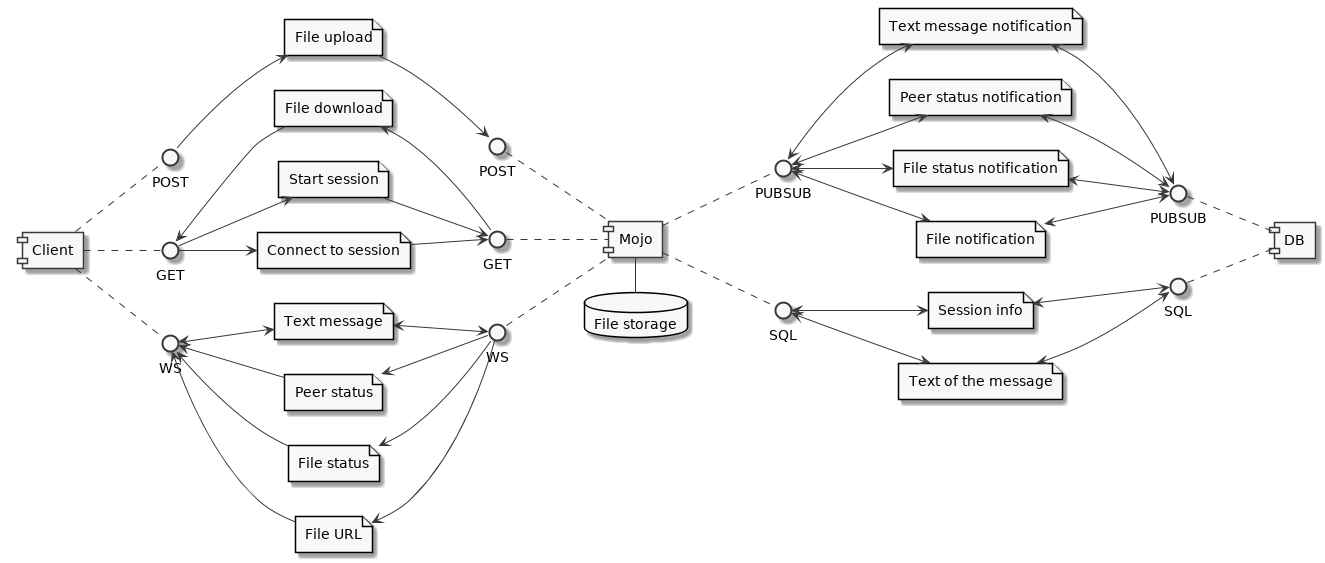 File upload
File download
Start session
Connect to session
Text message
Peer status
File status
File URL
Client
POST
GET
WS
POST
GET
WS
Mojo
File storage
Text message notification
Peer status notification
File status notification
File notification
Session info
Text of the message
PUBSUB
SQL
PUBSUB
SQL
DB